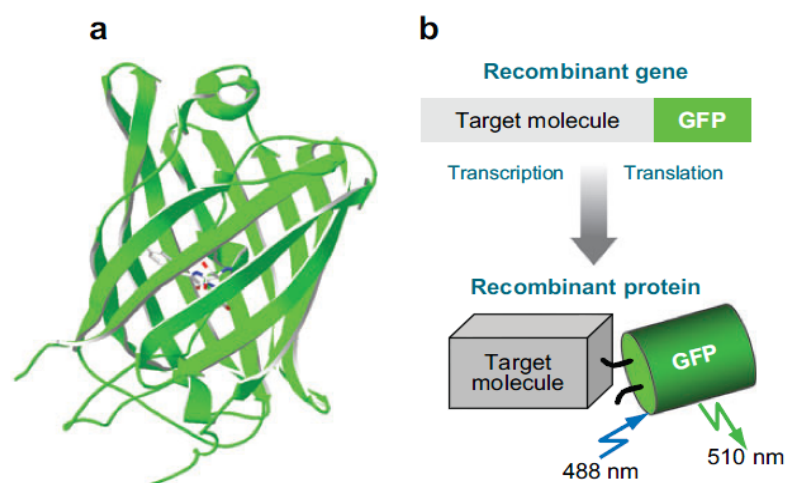 a
b
Recombinant gene
Target molecule GFP
Transcription Translation
Recombinant protein
Target
molecule
GFP
488 nm
510 nm